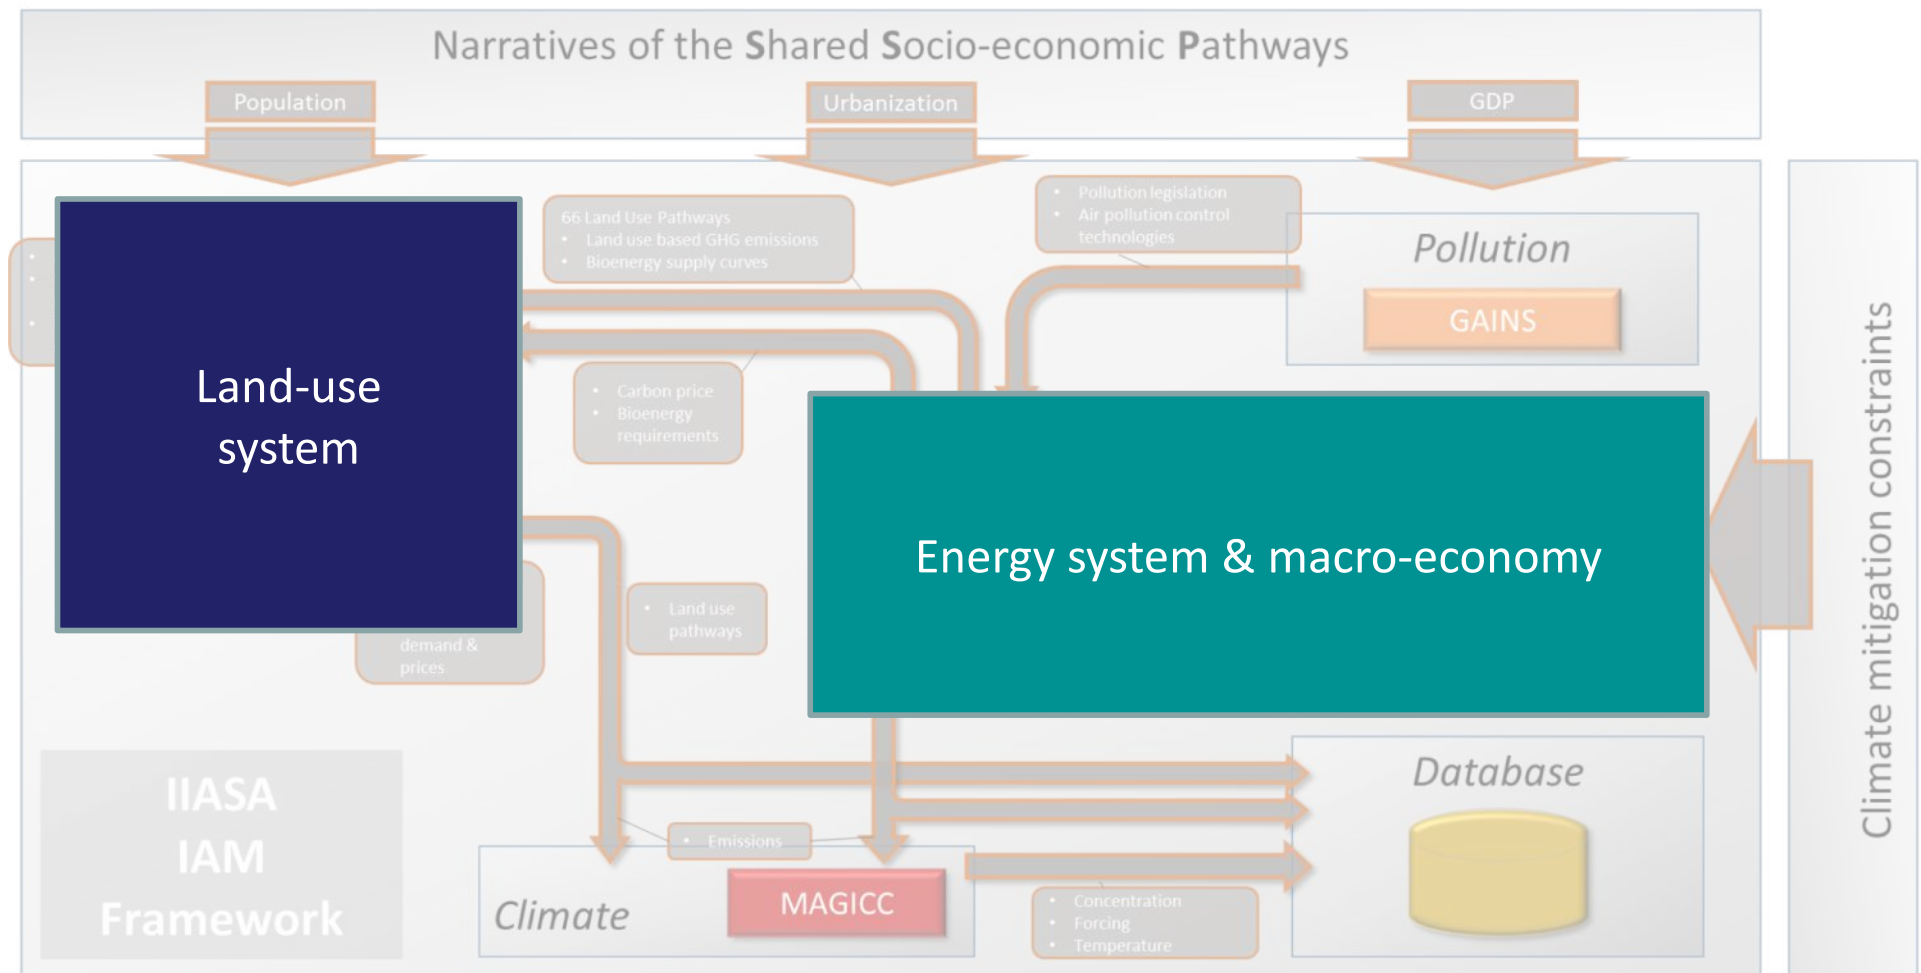 Narratives of the Shared Socio-economic Pathways
Population
Urbanization
GDP
66 Land Use Pathways
• Land use based GHG emissions
• Bioenergy supply curves
• Pollution legislation
• Air pollution control
technologies
Pollution
GAINS
Land-use
system
• Carbon price
• Bioenergy
requirements
Energy system & macro-economy
Climate mitigation constraints
• Land use
pathways
demand &
prices
IIASA
IAM
Framework
• Emissions
Climate
MAGICC
• Concentration
• Forcing
• Temperature
Database